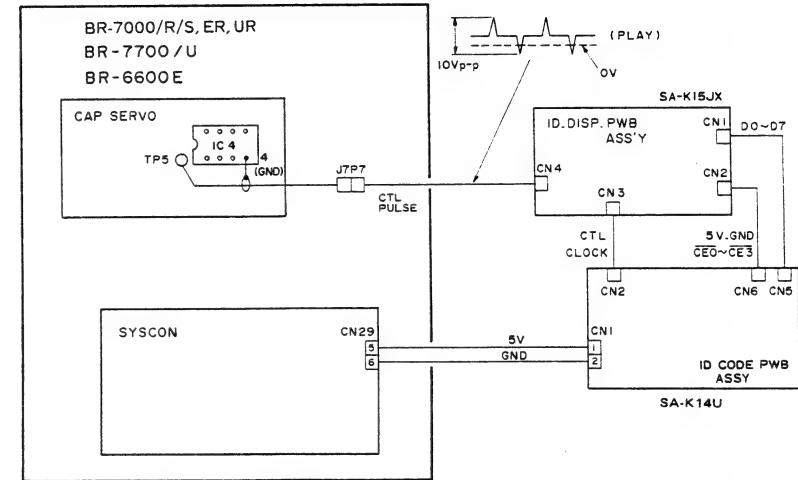 BR-7000/R/S, ER, UR
BR-7700/U
BR-6600E
CAP SERVO
IC 4
TP5
4
(GND)
J7P7
CTL
PULSE
10Vp-p
(PLAY)
0V
SA-K15JX
ID. DISP. PWB
ASS'Y
CN1
D0~D7
CN2
CN4
CN3
CTL
CLOCK
5V.GND
CE0~CE3
CN2
CN6
CN5
SYSCON
CN29
5
6
5V
GND
CN1
1
2
ID CODE PWB
ASSY
SA-K14U